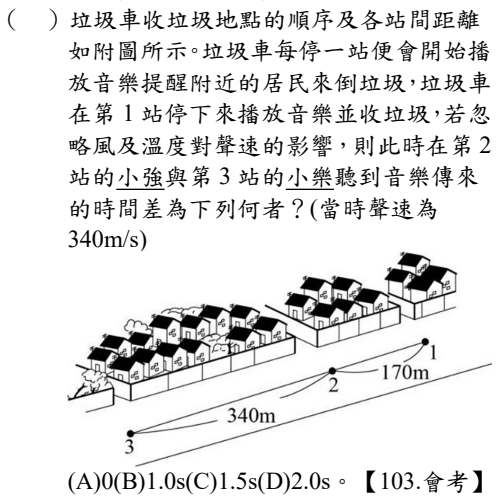 (　) 垃圾車收垃圾地點的順序及各站間距離
如附圖所示。垃圾車每停一站便會開始播
放音樂提醒附近的居民來倒垃圾，垃圾車
在第 1 站停下來播放音樂並收垃圾，若忽
略風及溫度對聲速的影響，則此時在第 2
站的小強與第 3 站的小樂聽到音樂傳來
的時間差為下列何者？(當時聲速為
340m/s)
1
170m
2
340m
3
(A)0(B)1.0s(C)1.5s(D)2.0s。【103.會考】